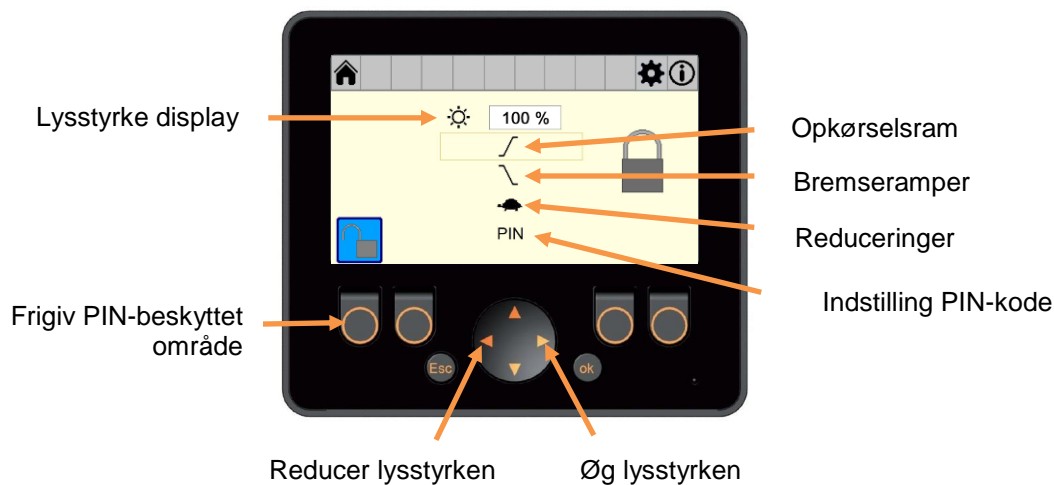 Lysstyrke display
100 %
Opkørselsram
Bremseramper
Reduceringer
PIN
Indstilling PIN-kode
Frigiv PIN-beskyttet
område
Esc
ok
Reducer lysstyrken
Øg lysstyrken